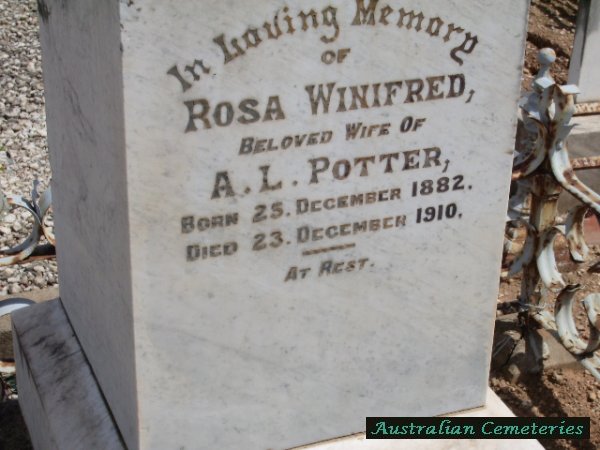 In Loving Memory
OF
ROSA WINIFRED,
BELOVED WIFE OF
A. L. POTTER,
BORN 25. DECEMBER 1882.
DIED 23. DECEMBER 1910.
AT REST.
Australian Cemeteries